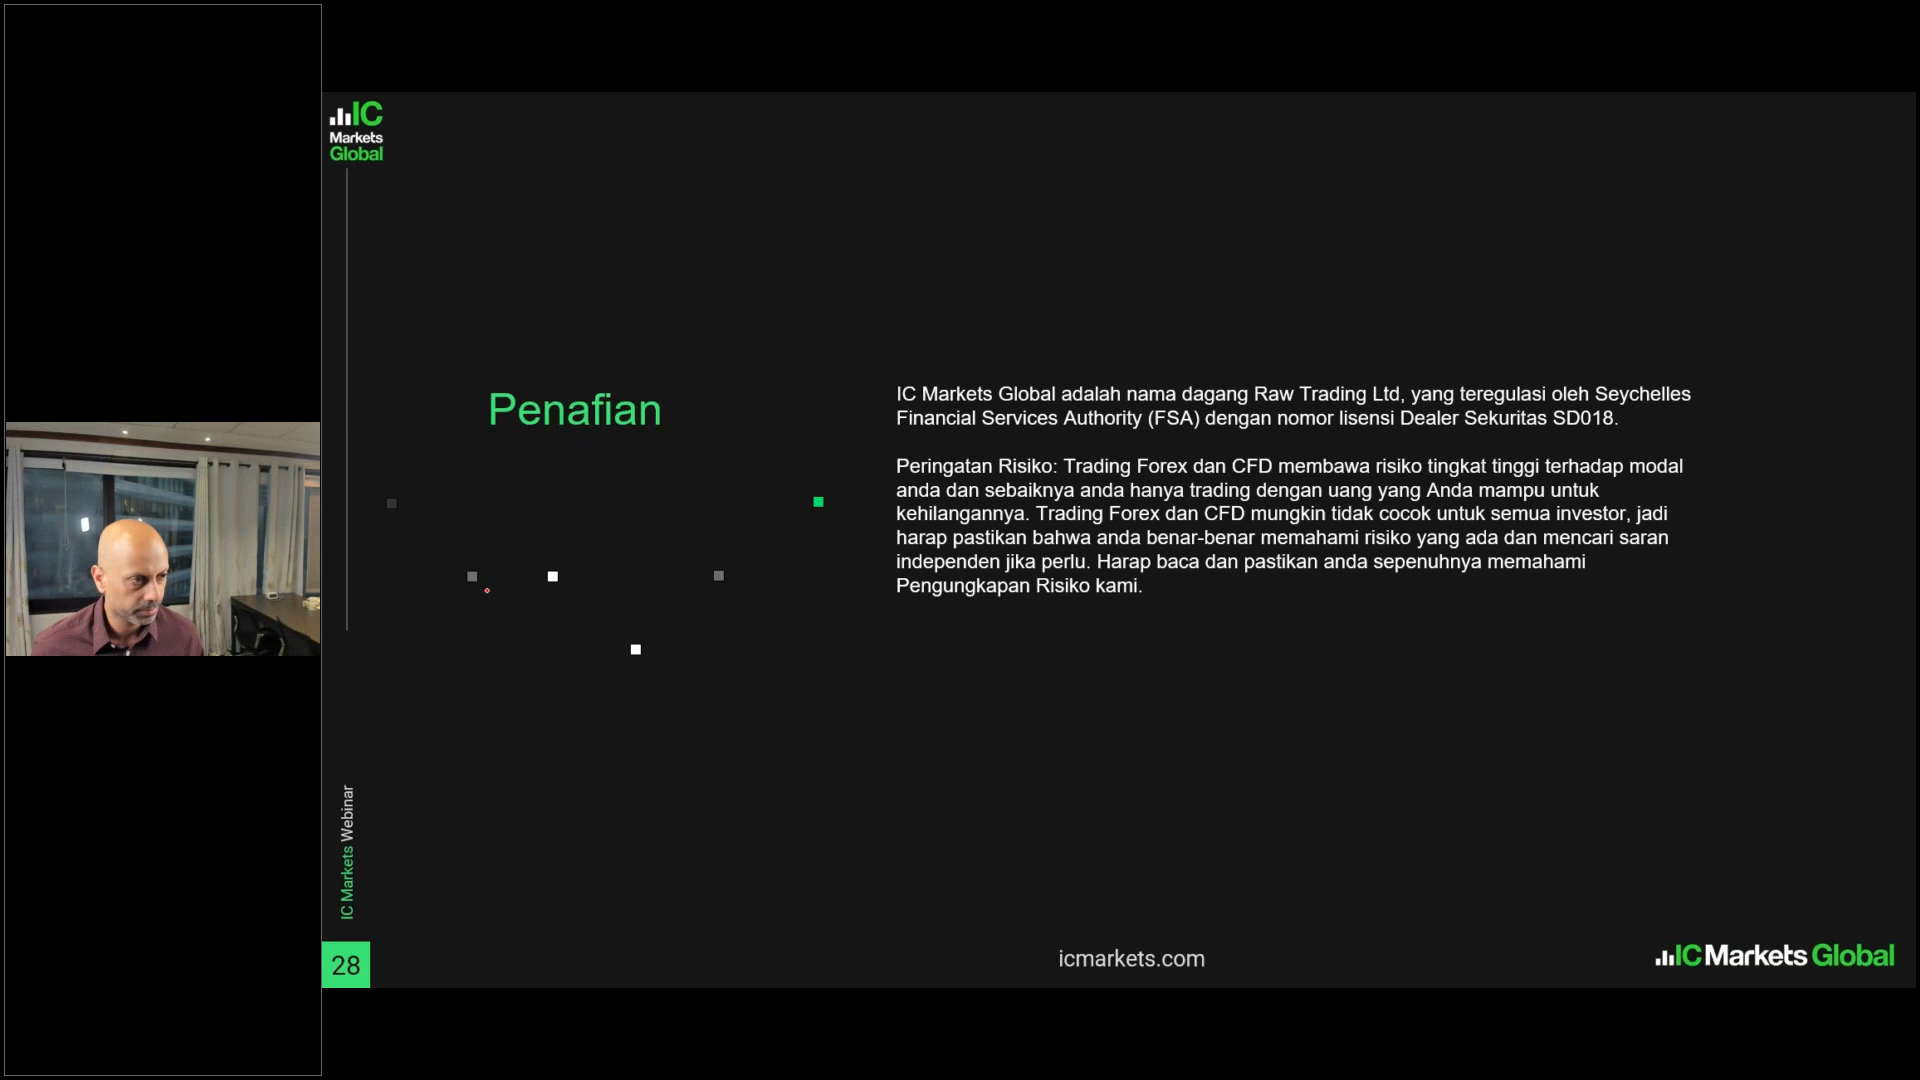 IC
Markets
Global
Penafian
IC Markets Global adalah nama dagang Raw Trading Ltd, yang teregulasi oleh Seychelles
Financial Services Authority (FSA) dengan nomor lisensi Dealer Sekuritas SD018.
Peringatan Risiko: Trading Forex dan CFD membawa risiko tingkat tinggi terhadap modal
anda dan sebaiknya anda hanya trading dengan uang yang Anda mampu untuk
kehilangannya. Trading Forex dan CFD mungkin tidak cocok untuk semua investor, jadi
harap pastikan bahwa anda benar-benar memahami risiko yang ada dan mencari saran
independen jika perlu. Harap baca dan pastikan anda sepenuhnya memahami
Pengungkapan Risiko kami.
IC Markets Webinar
28
icmarkets.com
IC Markets Global